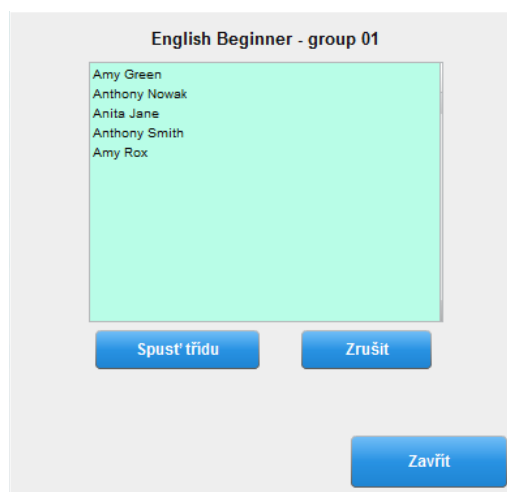 English Beginner - group 01
Amy Green
Anthony Nowak
Anita Jane
Anthony Smith
Amy Rox
Spusť třídu
Zrušit
Zavřít